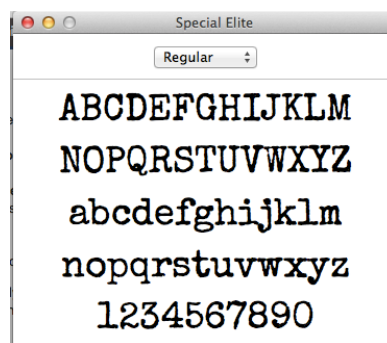 Special Elite
Regular
ABCDEFGHIJKLM
NOPQRSTUVWXYZ
abcdefghijklm
nopqrstuvwxyz
1234567890